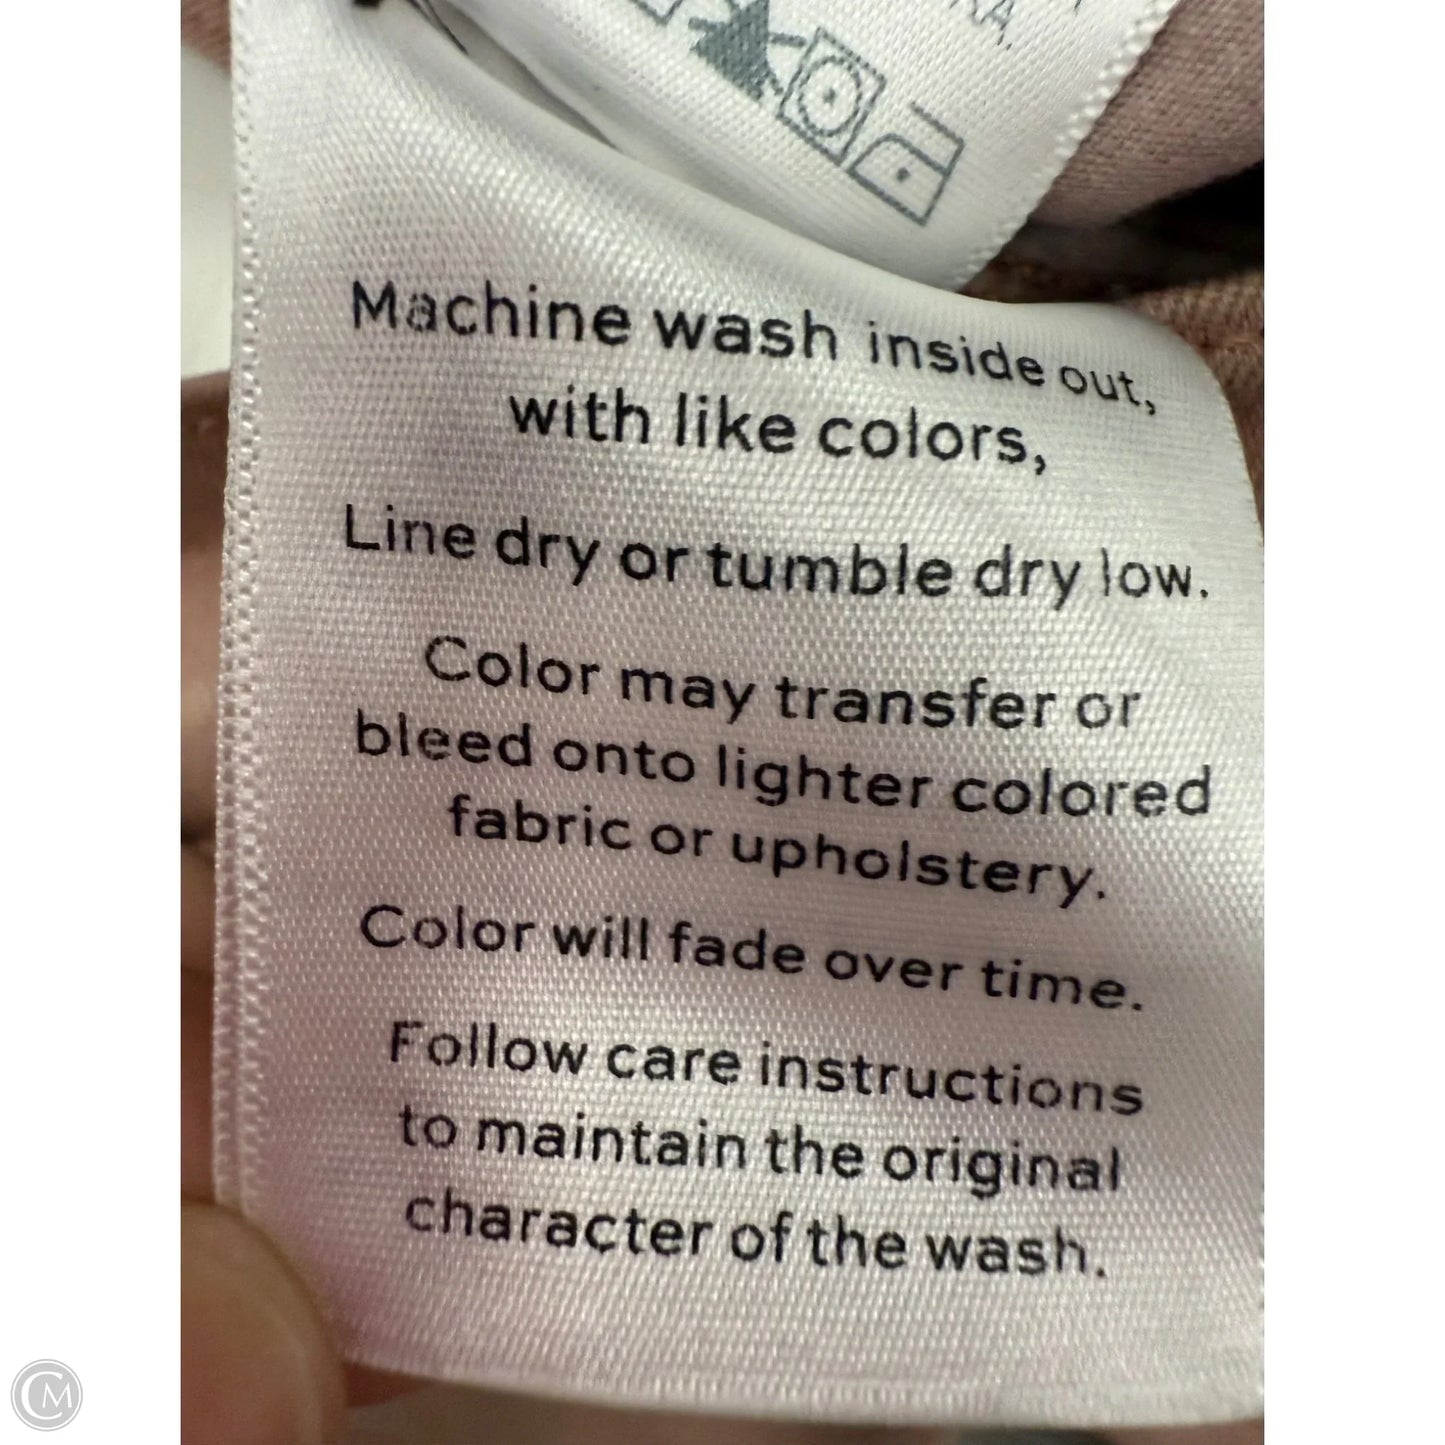 Machine wash inside out,
with like colors,
Line dry or tumble dry low.
Color may transfer or
bleed onto lighter colored
fabric or upholstery.
Color will fade over time.
Follow care instructions
to maintain the original
character of the wash.
CM